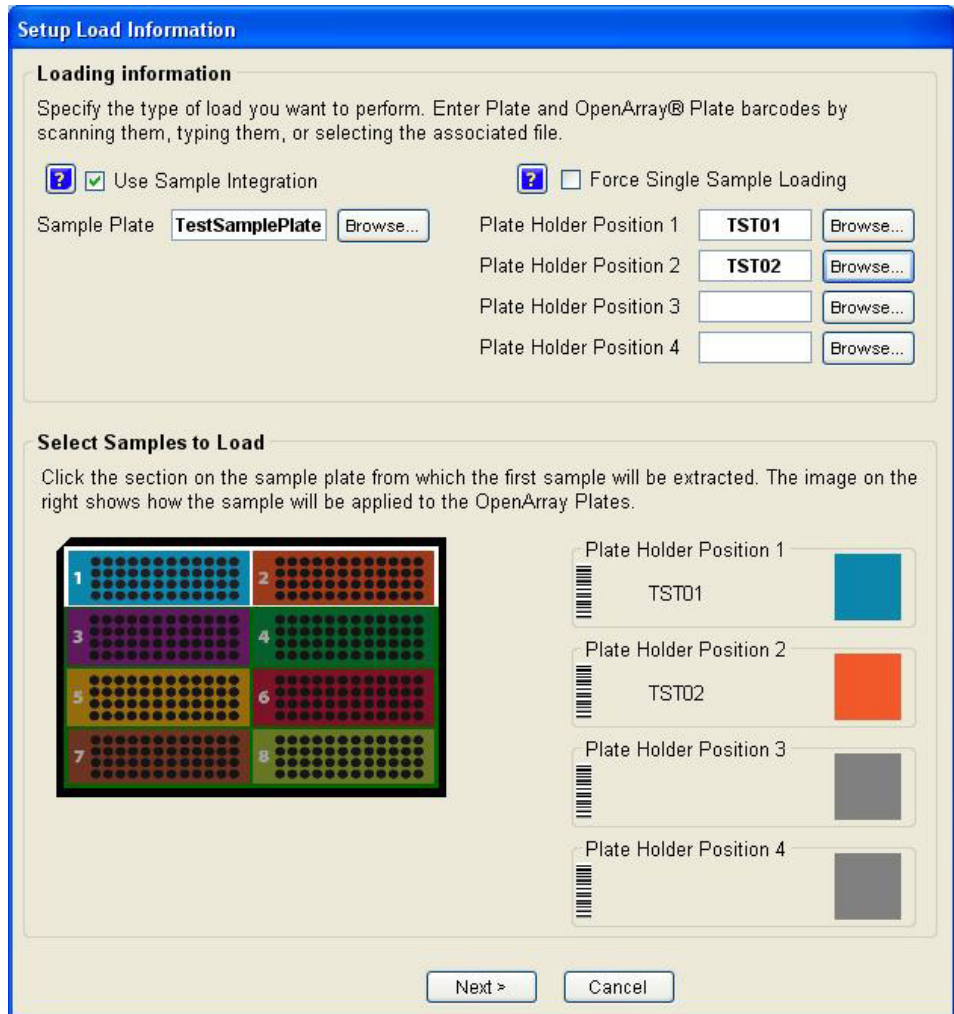 Setup Load Information
Loading information
Specify the type of load you want to perform. Enter Plate and OpenArray® Plate barcodes by
scanning them, typing them, or selecting the associated file.
? Use Sample Integration
? Force Single Sample Loading
Sample Plate TestSamplePlate Browse...
Plate Holder Position 1 TST01 Browse...
Plate Holder Position 2 TST02 Browse...
Plate Holder Position 3 Browse...
Plate Holder Position 4 Browse...
Select Samples to Load
Click the section on the sample plate from which the first sample will be extracted. The image on the
right shows how the sample will be applied to the OpenArray Plates.
1 2
3 4
5 6
7 8
Plate Holder Position 1
TST01
Plate Holder Position 2
TST02
Plate Holder Position 3
Plate Holder Position 4
Next > Cancel